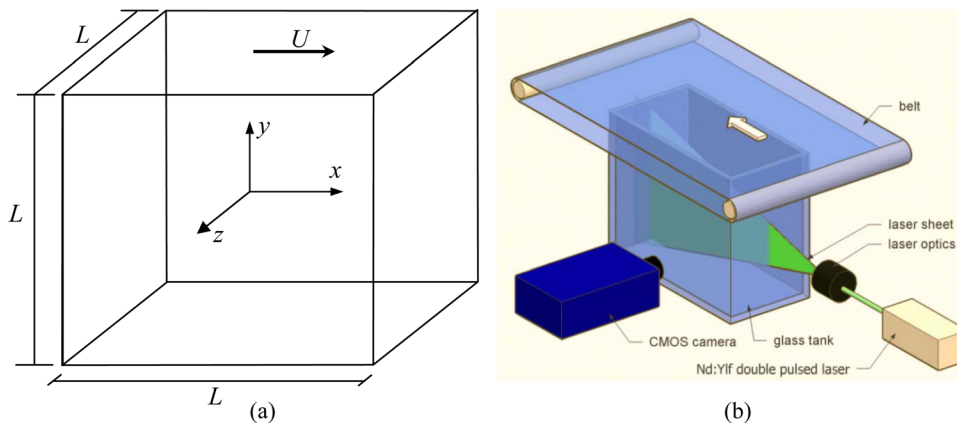 L
U
y
x
L
z
L
(a)
belt
laser sheet
laser optics
CMOS camera
glass tank
Nd:Ylf double pulsed laser
(b)